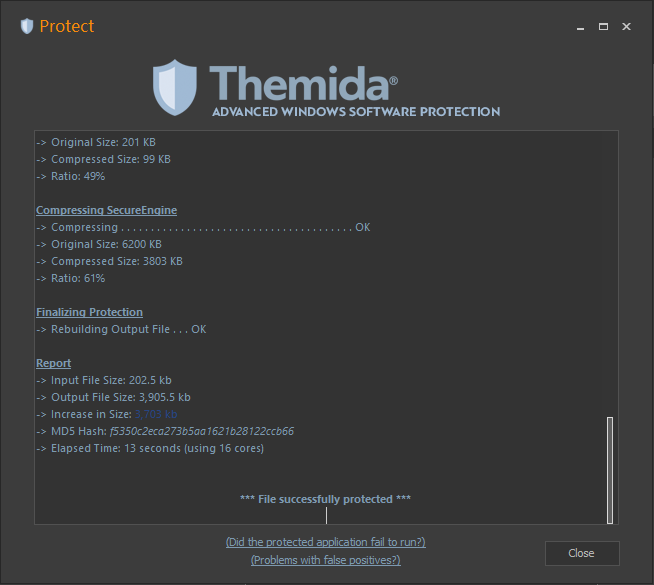 Protect
Themida®
ADVANCED WINDOWS SOFTWARE PROTECTION
-> Original Size: 201 KB
-> Compressed Size: 99 KB
-> Ratio: 49%
Compressing SecureEngine
-> Compressing . . . . . . . . . . . . . . . . . . . . . . . . . . . . . . . . . . . . . . . OK
-> Original Size: 6200 KB
-> Compressed Size: 3803 KB
-> Ratio: 61%
Finalizing Protection
-> Rebuilding Output File . . . OK
Report
-> Input File Size: 202.5 kb
-> Output File Size: 3,905.5 kb
-> Increase in Size: 3,703 kb
-> MD5 Hash: f5350c2eca273b5aa1621b28122ccb66
-> Elapsed Time: 13 seconds (using 16 cores)
*** File successfully protected ***
(Did the protected application fail to run?)
(Problems with false positives?)
Close